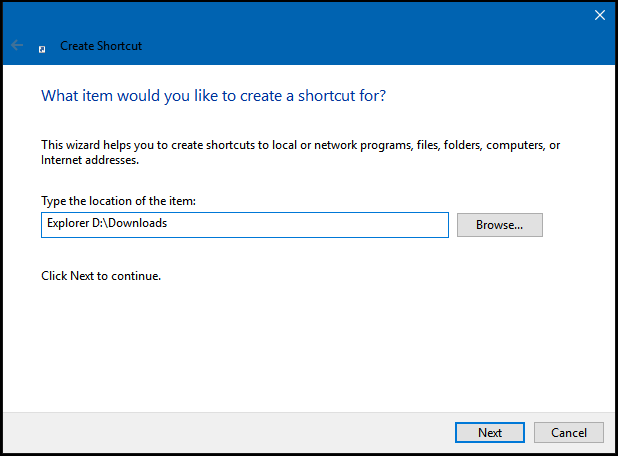 Create Shortcut
What item would you like to create a shortcut for?
This wizard helps you to create shortcuts to local or network programs, files, folders, computers, or
Internet addresses.
Type the location of the item:
Explorer D:\Downloads
Browse...
Click Next to continue.
Next
Cancel